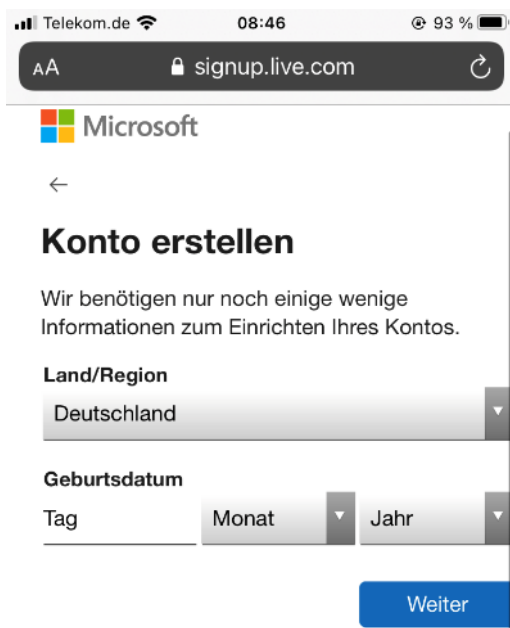 Telekom.de 08:46 93 %
AA signup.live.com
Microsoft
Konto erstellen
Wir benötigen nur noch einige wenige
Informationen zum Einrichten Ihres Kontos.
Land/Region
Deutschland
Geburtsdatum
Tag Monat Jahr
Weiter